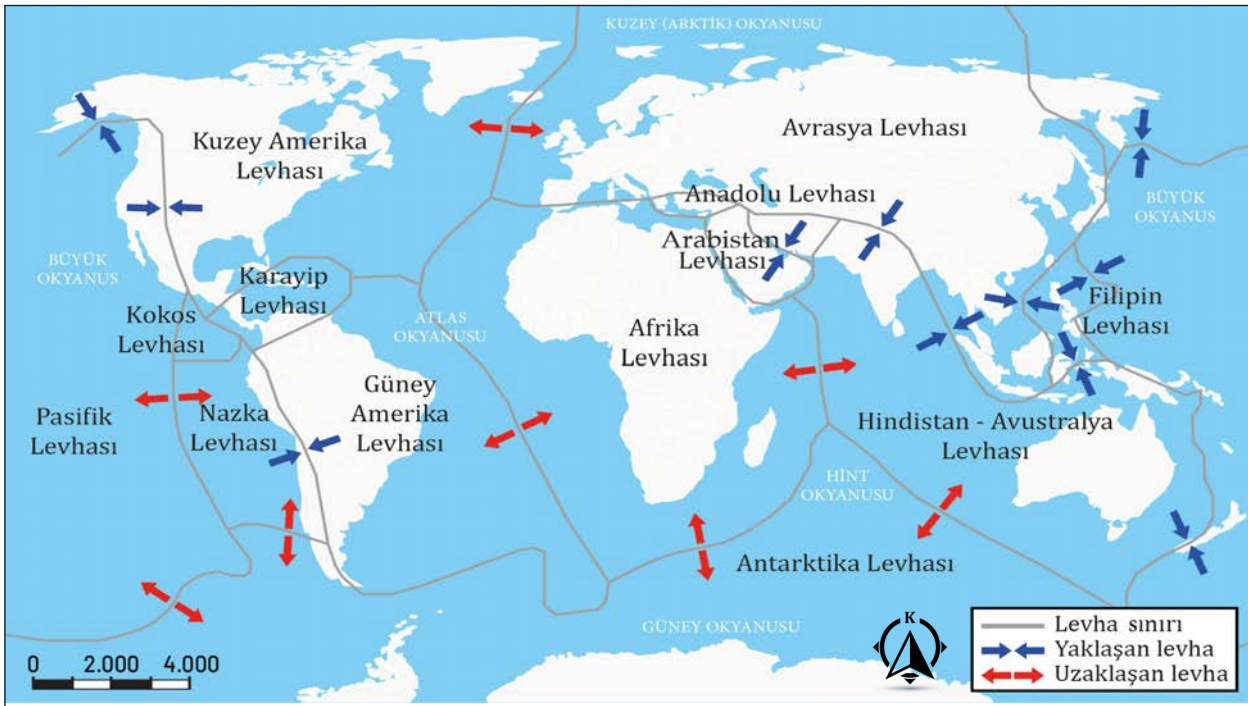 KUZEY (ARKTİK) OKYANUSU
Kuzey Amerika
Levhası
Avrasya Levhası
Anadolu Levhası
BÜYÜK
OKYANUS
Arabistan
Levhası
BÜYÜK
OKYANUS
Karayip
Levhası
Kokos
Levhası
ATLAS
OKYANUSU
Afrika
Levhası
Filipin
Levhası
Pasifik
Levhası
Nazka
Levhası
Güney
Amerika
Levhası
Hindistan - Avustralya
Levhası
HİNT
OKYANUSU
Antarktika Levhası
GÜNEY OKYANUSU
K
0 2.000 4.000
Levha sınırı
Yaklaşan levha
Uzaklaşan levha